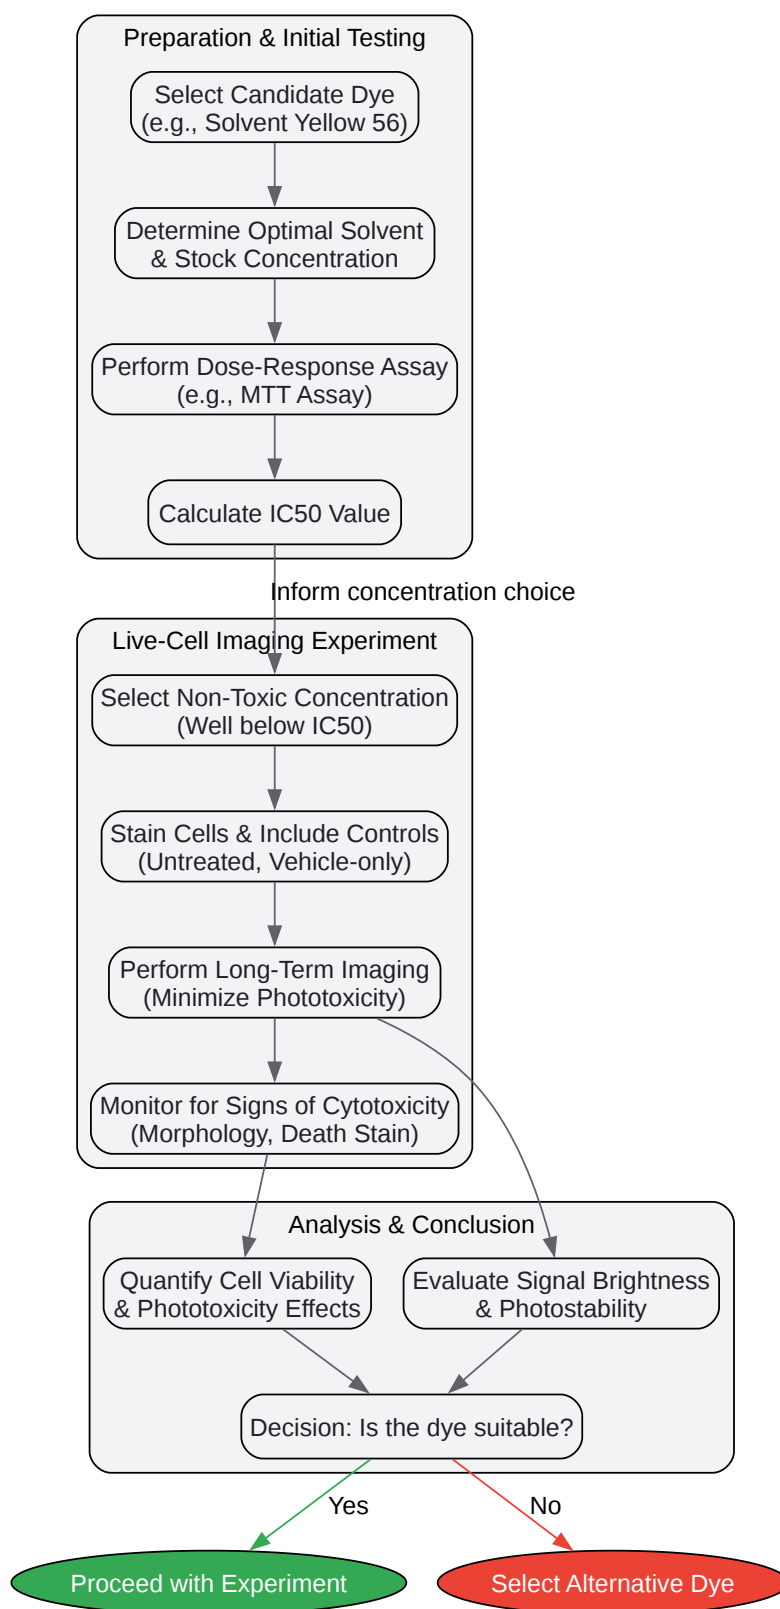 Preparation & Initial Testing
Select Candidate Dye
(e.g., Solvent Yellow 56)
Determine Optimal Solvent
& Stock Concentration
Perform Dose-Response Assay
(e.g., MTT Assay)
Calculate IC50 Value
Inform concentration choice
Live-Cell Imaging Experiment
Select Non-Toxic Concentration
(Well below IC50)
Stain Cells & Include Controls
(Untreated, Vehicle-only)
Perform Long-Term Imaging
(Minimize Phototoxicity)
Monitor for Signs of Cytotoxicity
(Morphology, Death Stain)
Analysis & Conclusion
Quantify Cell Viability
& Phototoxicity Effects
Evaluate Signal Brightness
& Photostability
Decision: Is the dye suitable?
Yes
No
Proceed with Experiment
Select Alternative Dye